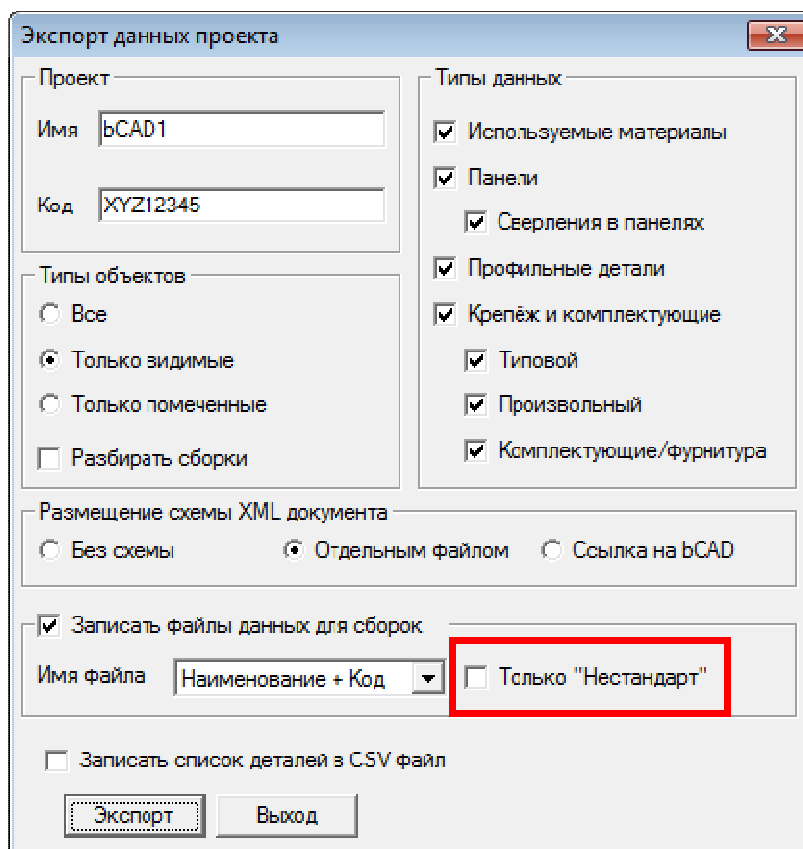 Экспорт данных проекта
Проект
Имя bCAD1
Код XYZ12345
Типы объектов
Все
Только видимые
Только помеченные
Разбирать сборки
Типы данных
Используемые материалы
Панели
Сверления в панелях
Профильные детали
Крепёж и комплектующие
Типовой
Произвольный
Комплектующие/фурнитура
Размещение схемы XML документа
Без схемы Отдельным файлом Ссылка на bCAD
Записать файлы данных для сборок
Имя файла Наименование + Код Только "Нестандарт"
Записать список деталей в CSV файл
Экспорт Выход